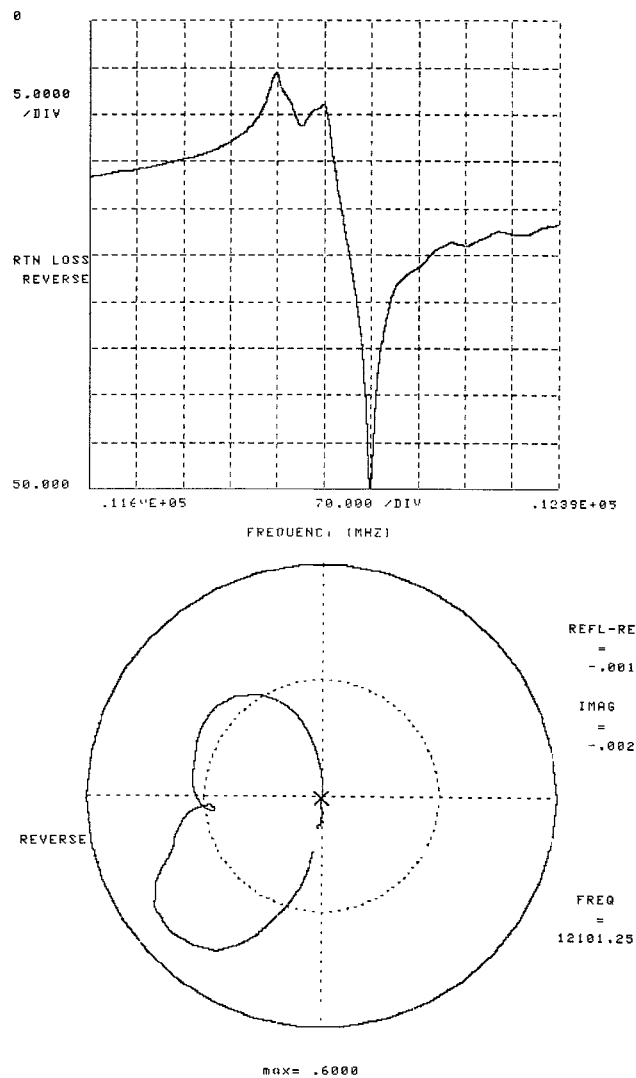 0
5.0000
/DIV
RTN LOSS
REVERSE
50.000
70.000 /DIV
.1239E+05
(MHZ)
REFL-RE
=
-.001
IMAG
=
-.002
REVERSE
FREQ
=
12101.25
max= .6000